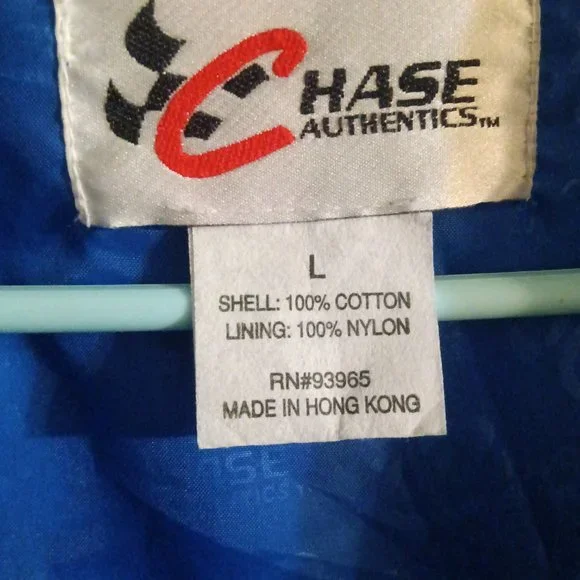 CHASE
AUTHENTICS™
L
SHELL: 100% COTTON
LINING: 100% NYLON
RN#93965
MADE IN HONG KONG